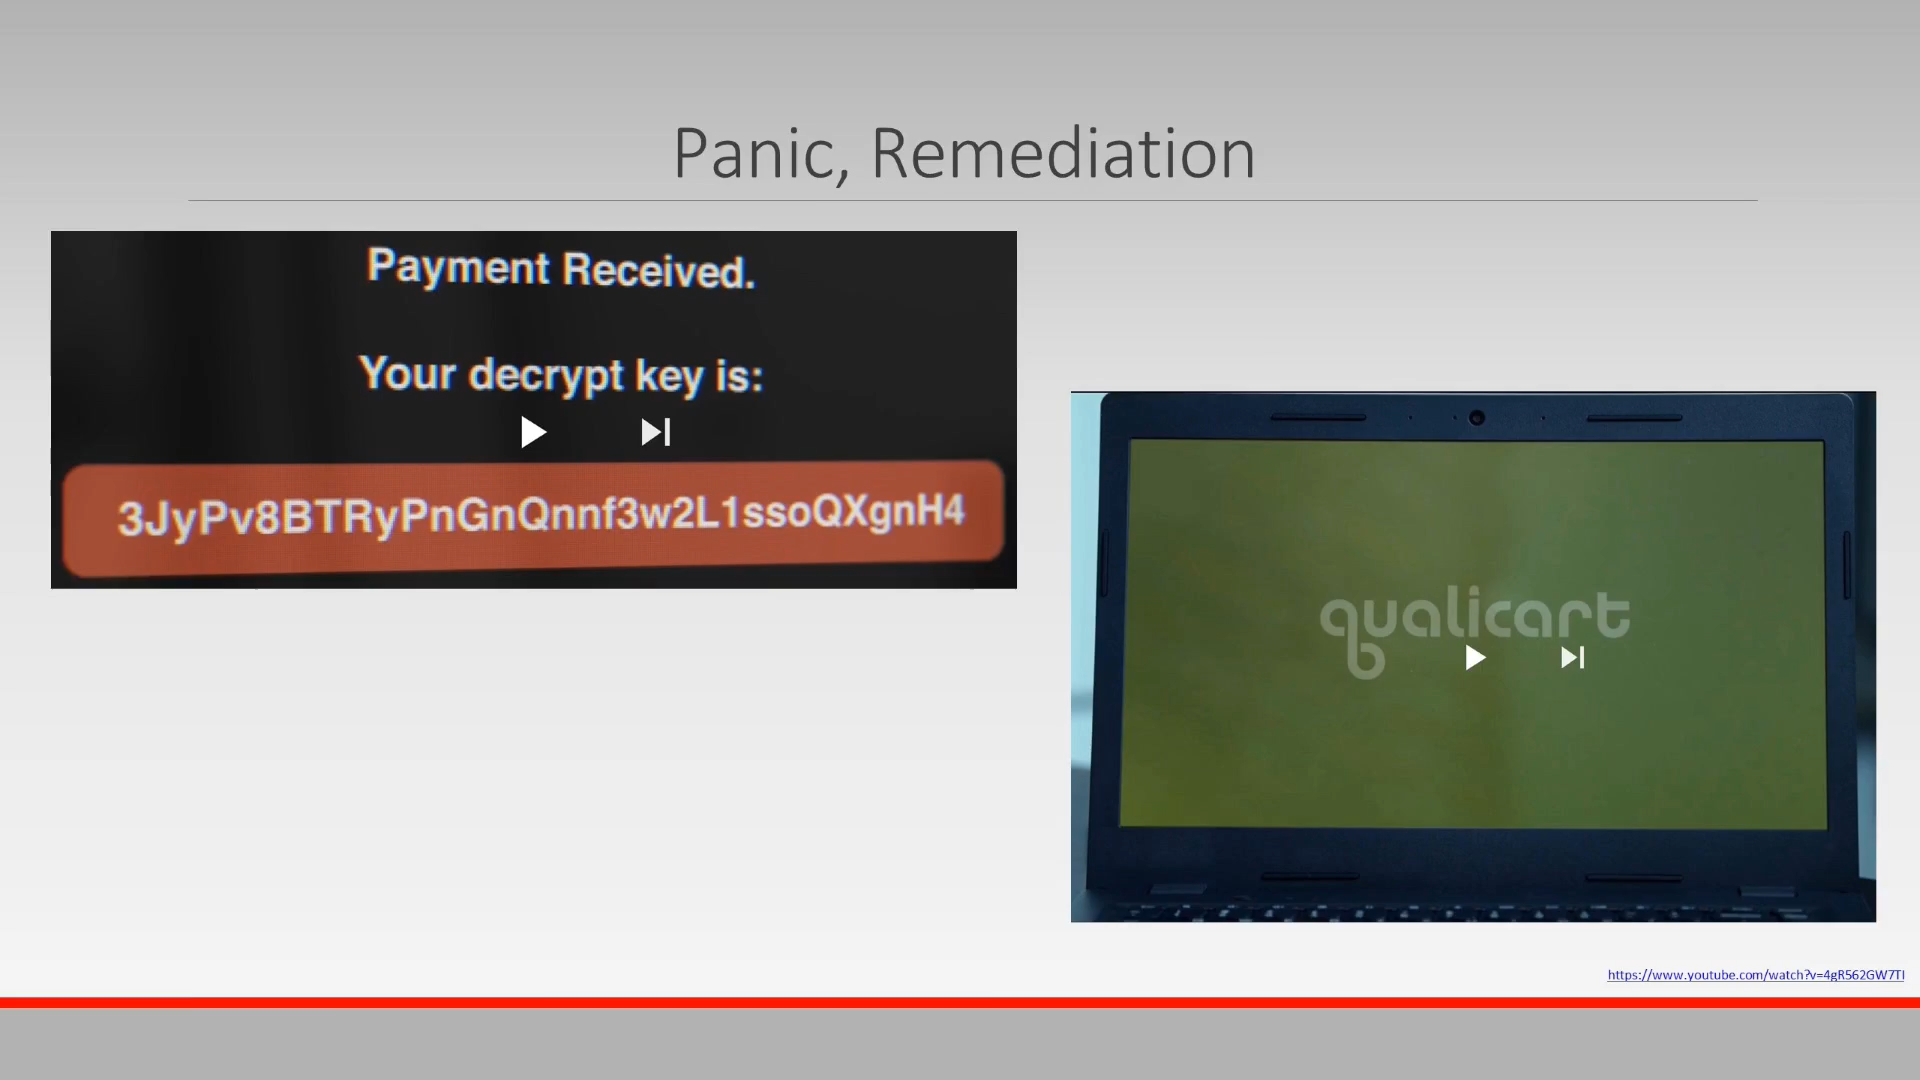 Panic, Remediation
Payment Received.
Your decrypt key is:
3JyPv8BTRyPnGnQnnf3w2L1ssoQXgnH4
qualicart
b
https://www.youtube.com/watch?v=4gR562GW7TI